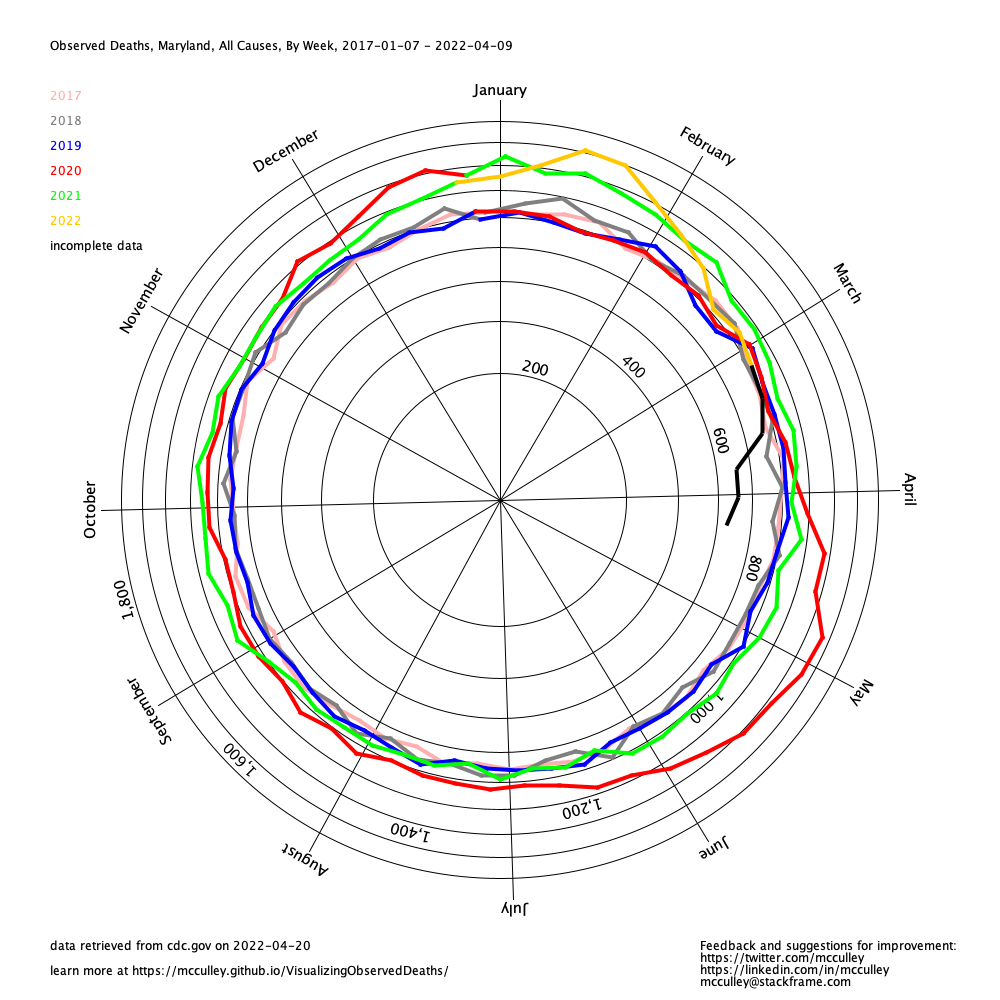 Observed Deaths, Maryland, All Causes, By Week, 2017-01-07 - 2022-04-09
January
2017
2018
2019
2020
2021
2022
incomplete data
December
February
November
March
200
400
600
October
April
800
1,800
May
1,000
September
1,600
1,200
1,400
June
August
July
data retrieved from cdc.gov on 2022-04-20
learn more at https://mcculley.github.io/VisualizingObservedDeaths/
Feedback and suggestions for improvement:
https://twitter.com/mcculley
https://linkedin.com/in/mcculley
mcculley@stackframe.com